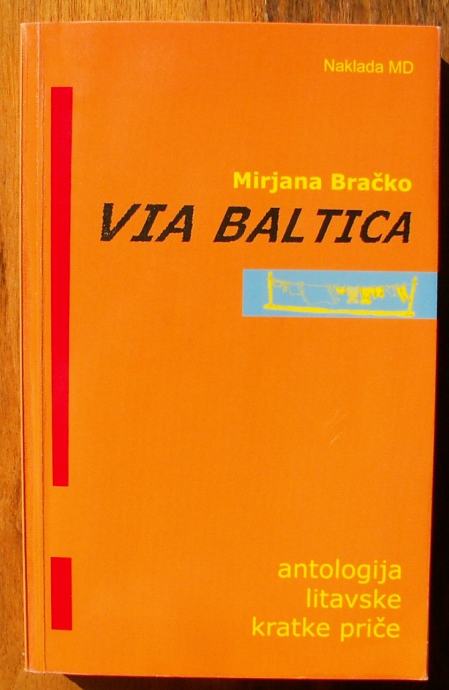 Naklada MD
Mirjana Bračko
VIA BALTICA
antologija
litavske
kratke priče